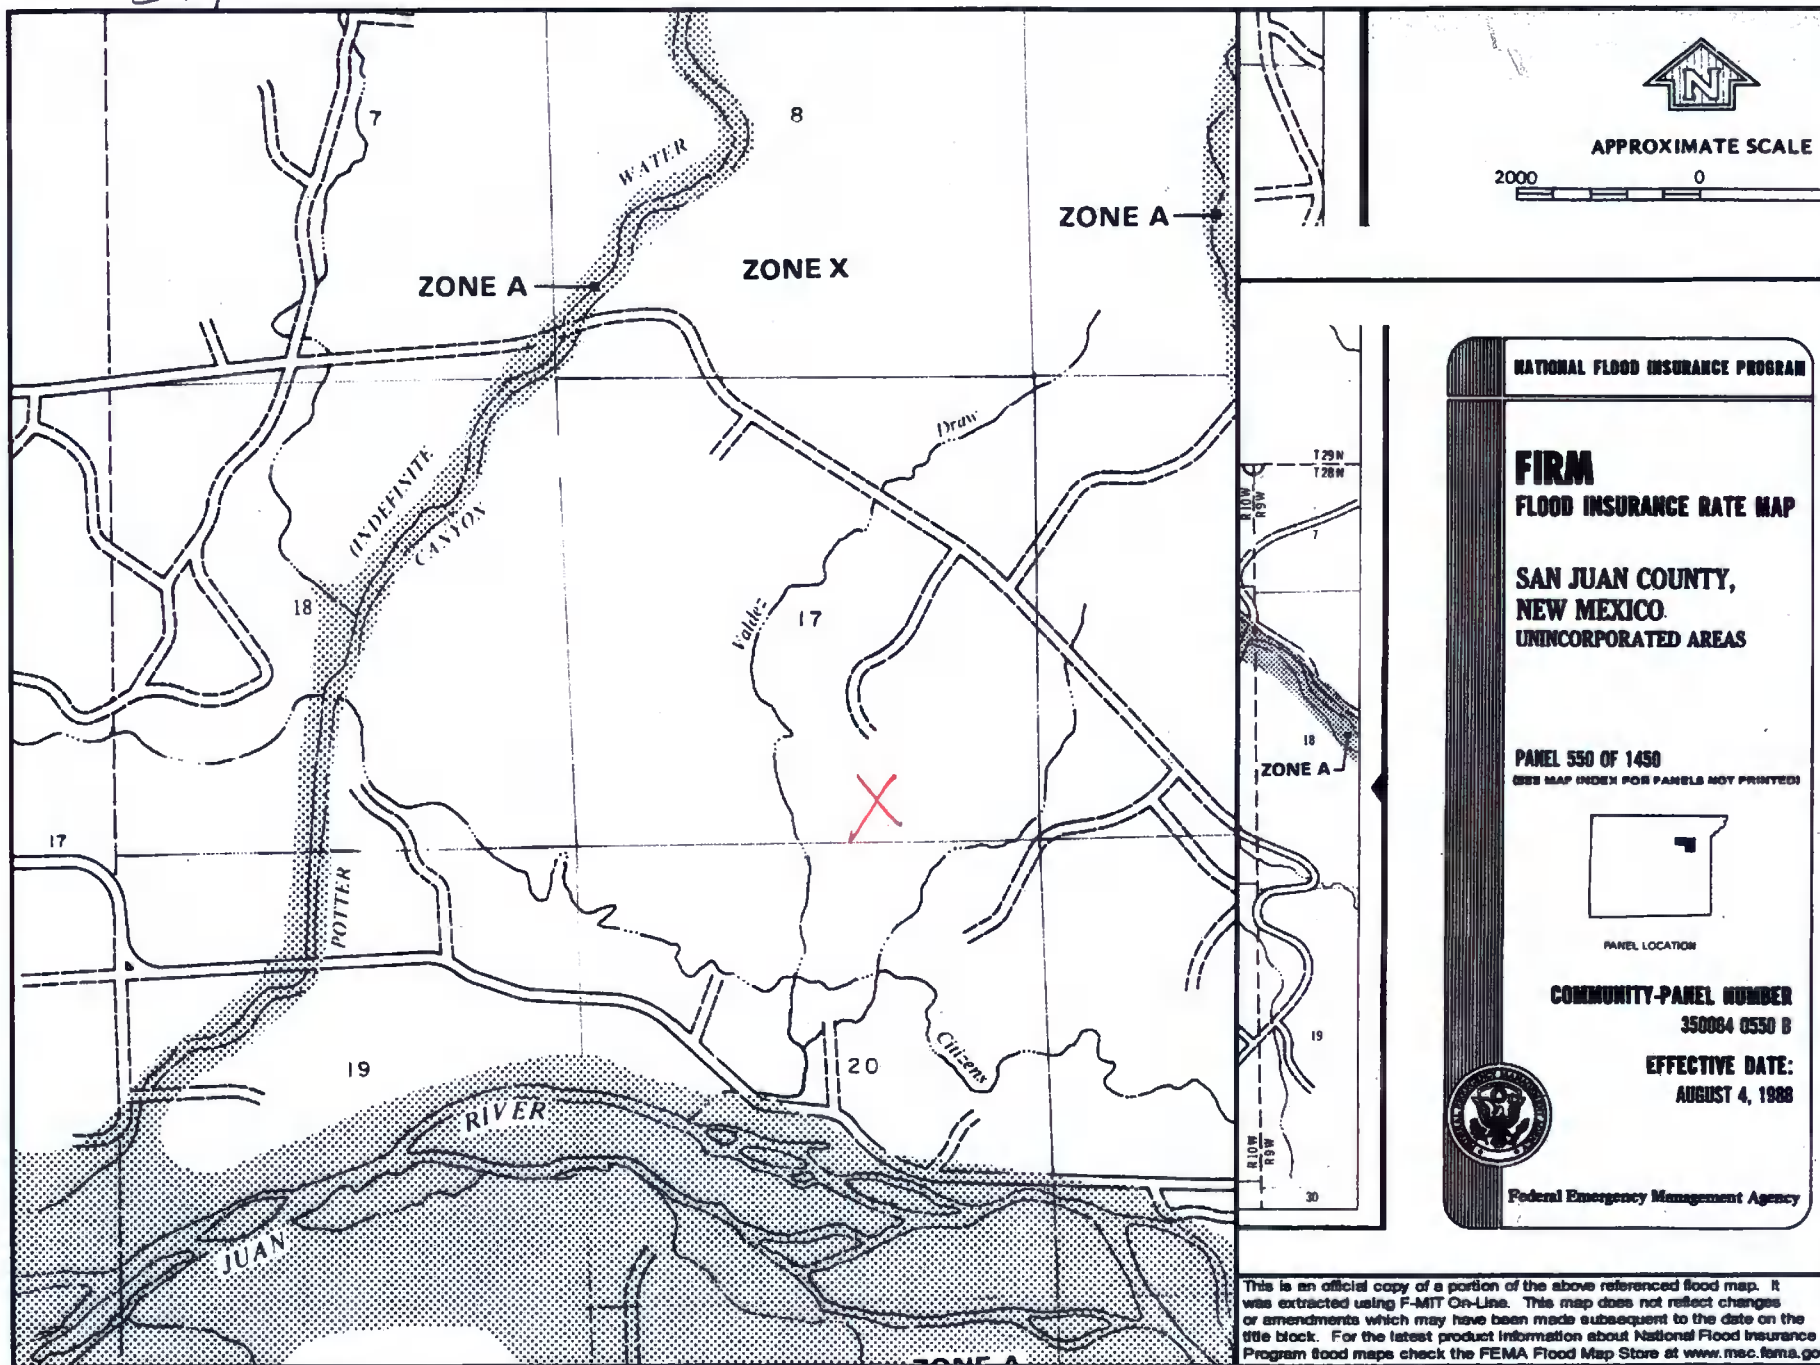 7
8
WATER
ZONE A
ZONE X
ZONE A
Draw
(INDEFINITE
CANYON
18
Valdez
17
17
POTTER
19
20
Citizens
RIVER
JUAN
ZONE A
N
APPROXIMATE SCALE
2000 0
T29N
T28N
R10W
R9W
7
18
ZONE A
19
R10W
R9W
30
NATIONAL FLOOD INSURANCE PROGRAM
FIRM
FLOOD INSURANCE RATE MAP
SAN JUAN COUNTY,
NEW MEXICO
UNINCORPORATED AREAS
PANEL 550 OF 1450
(SEE MAP INDEX FOR PANELS NOT PRINTED)
PANEL LOCATION
COMMUNITY-PANEL NUMBER
350064 0550 B
EFFECTIVE DATE:
AUGUST 4, 1988
Federal Emergency Management Agency
This is an official copy of a portion of the above referenced flood map. It
was extracted using F-MIT On-Line. This map does not reflect changes
or amendments which may have been made subsequent to the date on the
title block. For the latest product information about National Flood Insurance
Program flood maps check the FEMA Flood Map Store at www.msc.fema.gov